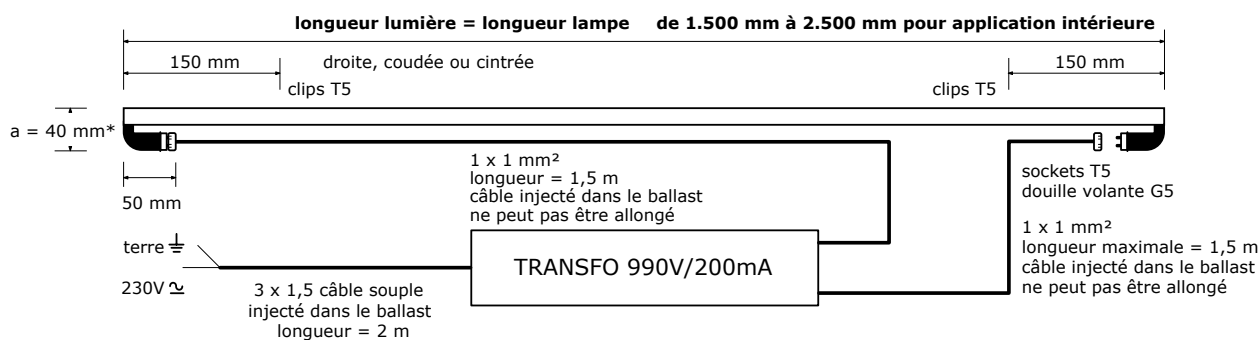 longueur lumière = longueur lampe de 1.500 mm à 2.500 mm pour application intérieure
150 mm
droite, coudée ou cintrée
150 mm
clips T5
clips T5
a = 40 mm*
50 mm
1 x 1 mm²
longueur = 1,5 m
câble injecté dans le ballast
ne peut pas être allongé
sockets T5
douille volante G5
1 x 1 mm²
longueur maximale = 1,5 m
câble injecté dans le ballast
ne peut pas être allongé
terre
230V
TRANSFO 990V/200mA
3 x 1,5 câble souple
injecté dans le ballast
longueur = 2 m